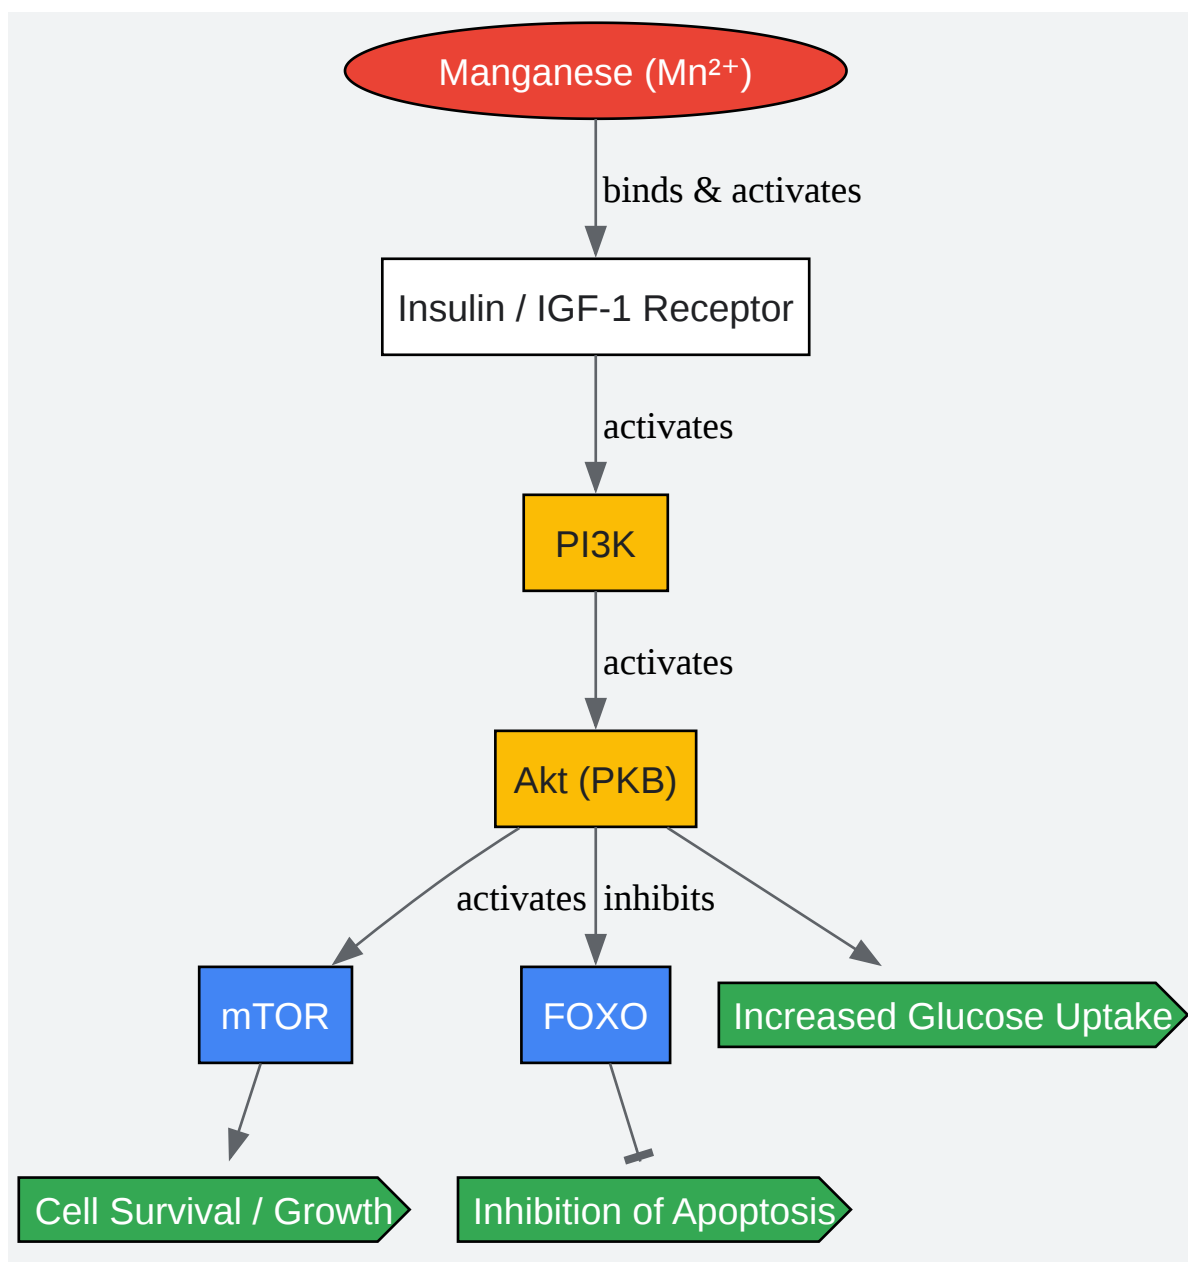 Manganese (Mn²⁺)
binds & activates
Insulin / IGF-1 Receptor
activates
PI3K
activates
Akt (PKB)
activates
inhibits
mTOR
FOXO
Increased Glucose Uptake
Cell Survival / Growth
Inhibition of Apoptosis